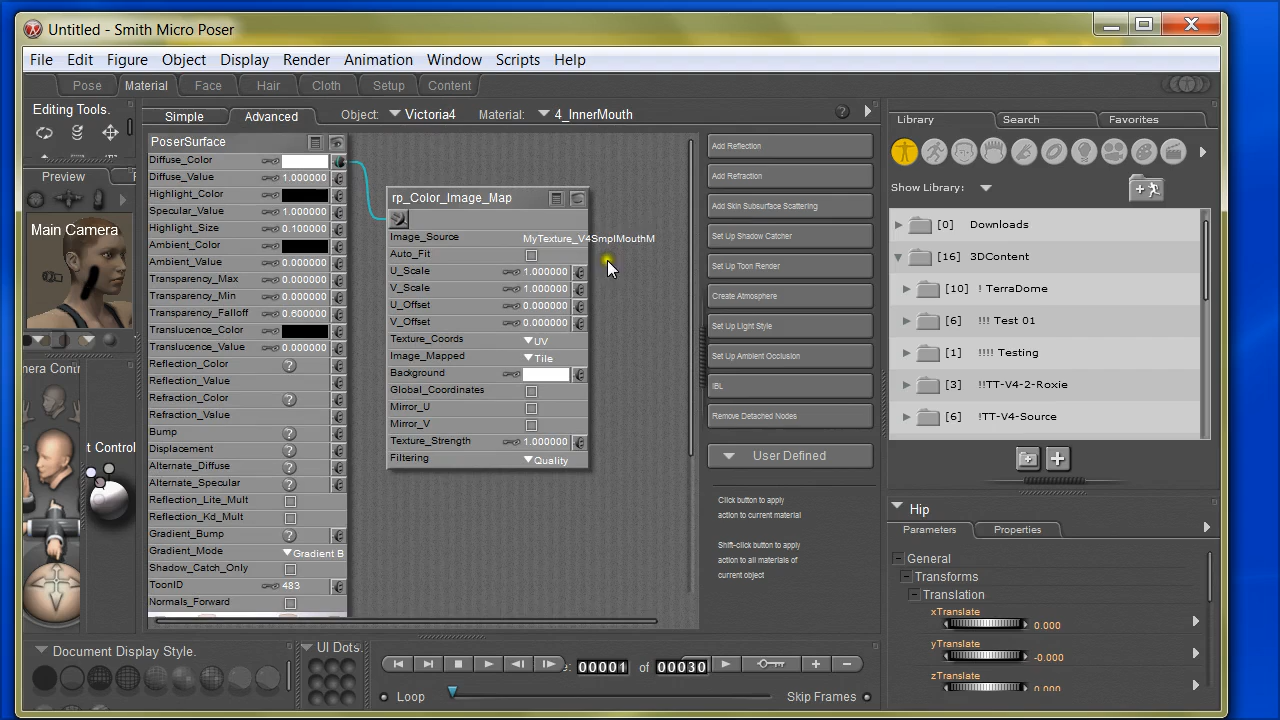 Untitled - Smith Micro Poser
File Edit Figure Object Display Render Animation Window Scripts Help
Pose Material Face Hair Cloth Setup Content
Editing Tools.
Simple Advanced Object: Victoria4 Material: 4_InnerMouth
Preview
Main Camera
PoserSurface
Diffuse_Color
Diffuse_Value 1.000000
Highlight_Color
Specular_Value 1.000000
Highlight_Size 0.100000
Ambient_Color
Ambient_Value 0.000000
Transparency_Max 0.000000
Transparency_Min 0.000000
Transparency_Falloff 0.600000
Translucence_Color
Translucence_Value 0.000000
Reflection_Color ?
Reflection_Value
Refraction_Color ?
Refraction_Value
Bump ?
Displacement ?
Alternate_Diffuse ?
Alternate_Specular ?
Reflection_Lite_Mult
Reflection_Kd_Mult
Gradient_Bump ?
Gradient_Mode Gradient B
Shadow_Catch_Only
ToonID 483
Normals_Forward
rp_Color_Image_Map
Image_Source MyTexture_V4SmplMouthM
Auto_Fit
U_Scale 1.000000
V_Scale 1.000000
U_Offset 0.000000
V_Offset 0.000000
Texture_Coords UV
Image_Mapped Tile
Background
Global_Coordinates
Mirror_U
Mirror_V
Texture_Strength 1.000000
Filtering Quality
?
Add Reflection
Add Refraction
Add Skin Subsurface Scattering
Set Up Shadow Catcher
Set Up Toon Render
Create Atmosphere
Set Up Light Style
Set Up Ambient Occlusion
IBL
Remove Detached Nodes
User Defined
Click button to apply
action to current material
Shift-click button to apply
action to all materials of
current object
Library Search Favorites
Show Library:
[0] Downloads
[16] 3DContent
[10] ! TerraDome
[6] !!! Test 01
[1] !!!! Testing
[3] !!TT-V4-2-Roxie
[6] !TT-V4-Source
Hip
Parameters Properties
General
Transforms
Translation
xTranslate
0.000
yTranslate
-0.000
zTranslate
0.000
nera Contr
t Control
Document Display Style.
UI Dots.
e: 00001 of 00030
Loop Skip Frames